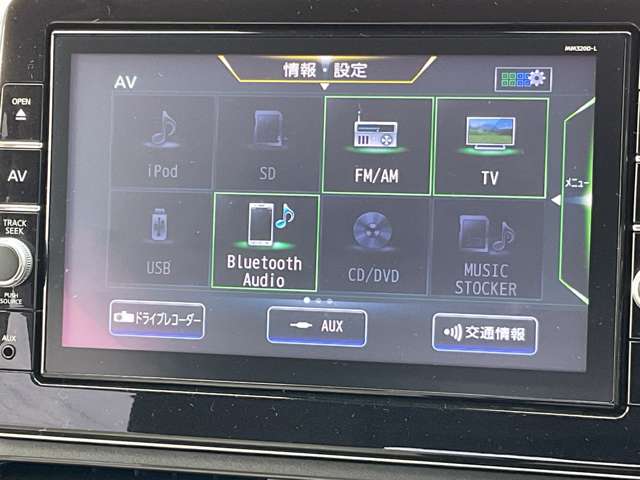 MM320D-L
情報・設定
AV
iPod
SD
FM/AM
TV
メニュー
USB
Bluetooth
Audio
CD/DVD
MUSIC
STOCKER
ドライブレコーダー
AUX
交通情報
OPEN
AV
TRACK
SEEK
PUSH
SOURCE
AUX